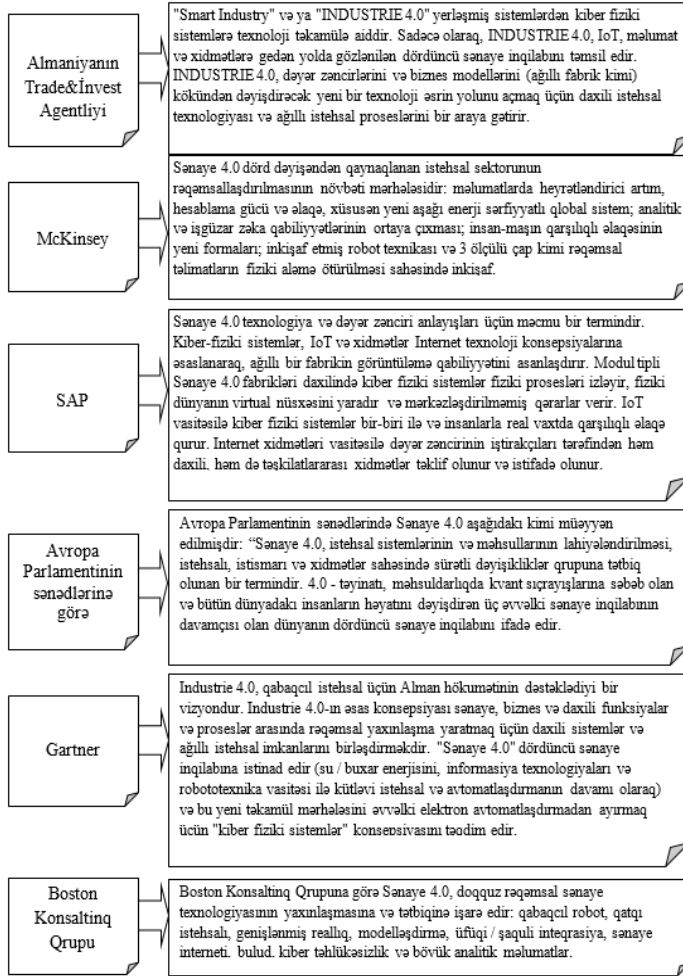 Almaniyanın
Trade&İnvest
Agentliyi
"Smart Industry" və ya "INDUSTRIE 4.0" yerləşmiş sistemlərdən kiber fiziki
sistemlərə texnoloji təkamülə aiddir. Sadəcə olaraq, INDUSTRIE 4.0, IoT, məlumat
və xidmətlərə gedən yolda gözlənilən dördüncü sənaye inqilabını təmsil edir.
INDUSTRIE 4.0, dəyər zəncirlərini və biznes modellərini (ağıllı fabrik kimi)
kökündən dəyişdirəcək yeni bir texnoloji əsrin yolunu açmaq üçün daxili istehsal
texnologiyası və ağıllı istehsal proseslərini bir araya gətirir.
McKinsey
Sənaye 4.0 dörd dəyişəndən qaynaqlanan istehsal sektorunun
rəqəmsallaşdırılmasının növbəti mərhələsidir: məlumatlarda heyrətləndirici artım,
hesablama gücü və əlaqə, xüsusən yeni aşağı enerji sərfiyyatlı qlobal sistem; analitik
və işgüzar zəka qabiliyyətlərinin ortaya çıxması; insan-maşın qarşılıqlı əlaqəsinin
yeni formaları; inkişaf etmiş robot texnikası və 3 ölçülü çap kimi rəqəmsal
təlimatların fiziki aləmə ötürülməsi sahəsində inkişaf.
SAP
Sənaye 4.0 texnologiya və dəyər zənciri anlayışları üçün məcmu bir termindir.
Kiber-fiziki sistemlər, IoT və xidmətlər Internet texnoloji konsepsiyalarına
əsaslanaraq, ağıllı bir fabrikin görüntüləmə qabiliyyətini asanlaşdırır. Modul tipli
Sənaye 4.0 fabrikləri daxilində kiber fiziki sistemlər fiziki prosesləri izləyir, fiziki
dünyanın virtual nüsxəsini yaradır və mərkəzləşdirilməmiş qərarlar verir. IoT
vasitəsilə kiber fiziki sistemlər bir-biri ilə və insanlarla real vaxtda qarşılıqlı əlaqə
qurur. Internet xidmətləri vasitəsilə dəyər zəncirinin iştirakçıları tərəfindən həm
daxili, həm də təşkilatlararası xidmətlər təklif olunur və istifadə olunur.
Avropa
Parlamentinin
sənədlərinə
görə
Avropa Parlamentinin sənədlərində Sənaye 4.0 aşağıdakı kimi müəyyən
edilmişdir: “Sənaye 4.0, istehsal sistemlərinin və məhsullarının lahiyələndirilməsi,
istehsalı, istismarı və xidmətlər sahəsində sürətli dəyişikliklər qrupuna tətbiq
olunan bir termindir. 4.0 - təyinatı, məhsuldarlıqda kvant sıçrayışlarına səbəb olan
və bütün dünyadakı insanların həyatını dəyişdirən üç əvvəlki sənaye inqilabının
davamçısı olan dünyanın dördüncü sənaye inqilabını ifadə edir.
Gartner
Industrie 4.0, qabaqcıl istehsal üçün Alman hökumətinin dəstəklədiyi bir
vizyondur. Industrie 4.0-ın əsas konsepsiyası sənaye, biznes və daxili funksiyalar
və proseslər arasında rəqəmsal yaxınlaşma yaratmaq üçün daxili sistemlər və
ağıllı istehsal imkanlarını birləşdirməkdir. "Sənaye 4.0" dördüncü sənaye
inqilabına istinad edir (su / buxar enerjisini, informasiya texnologiyaları və
robototexnika vasitəsi ilə kütləvi istehsal və avtomatlaşdırmanın davamı olaraq)
və bu yeni təkamül mərhələsini əvvəlki elektron avtomatlaşdırmadan ayırmaq
üçün "kiber fiziki sistemlər" konsepsiyasını təqdim edir.
Boston
Konsaltinq
Qrupu
Boston Konsaltinq Qrupuna görə Sənaye 4.0, doqquz rəqəmsal sənaye
texnologiyasının yaxınlaşmasına və tətbiqinə işarə edir: qabaqcıl robot, qatqı
istehsalı, genişlənmiş reallıq, modelləşdirmə, üfüqi / şaquli inteqrasiya, sənaye
interneti, bulud, kiber təhlükəsizlik və böyük analitik məlumatlar.